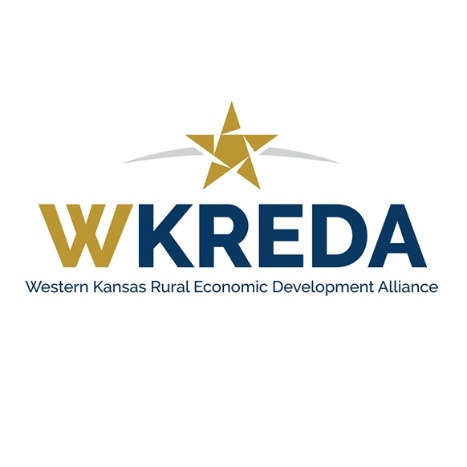 WKREDA
Western Kansas Rural Economic Development Alliance